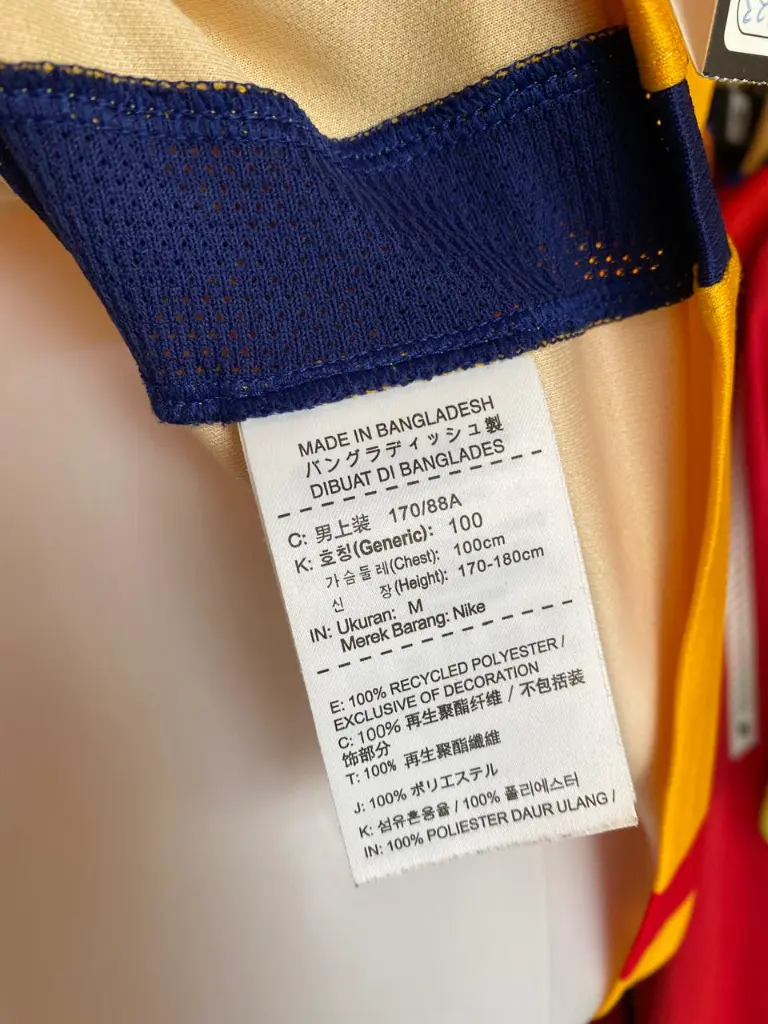 MADE IN BANGLADESH
バングラディッシュ製
DIBUAT DI BANGLADES
C: 男上装 170/88A
K: 호칭(Generic): 100
가슴둘레(Chest): 100cm
신 장(Height): 170-180cm
IN: Ukuran: M
Merek Barang: Nike
E: 100% RECYCLED POLYESTER /
EXCLUSIVE OF DECORATION
C: 100% 再生聚酯纤维 / 不包括装
饰部分
T: 100% 再生聚酯纖維
J: 100% ポリエステル
K: 섬유혼용율 / 100% 폴리에스터
IN: 100% POLIESTER DAUR ULANG /